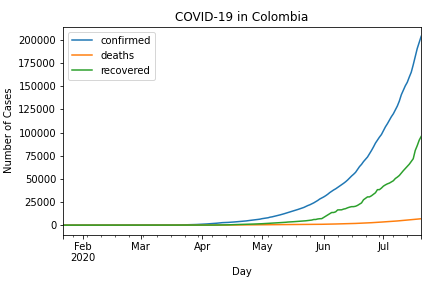 COVID-19 in Colombia
confirmed
deaths
recovered
Number of Cases
200000
175000
150000
125000
100000
75000
50000
25000
0
Feb Mar Apr May Jun Jul
2020
Day